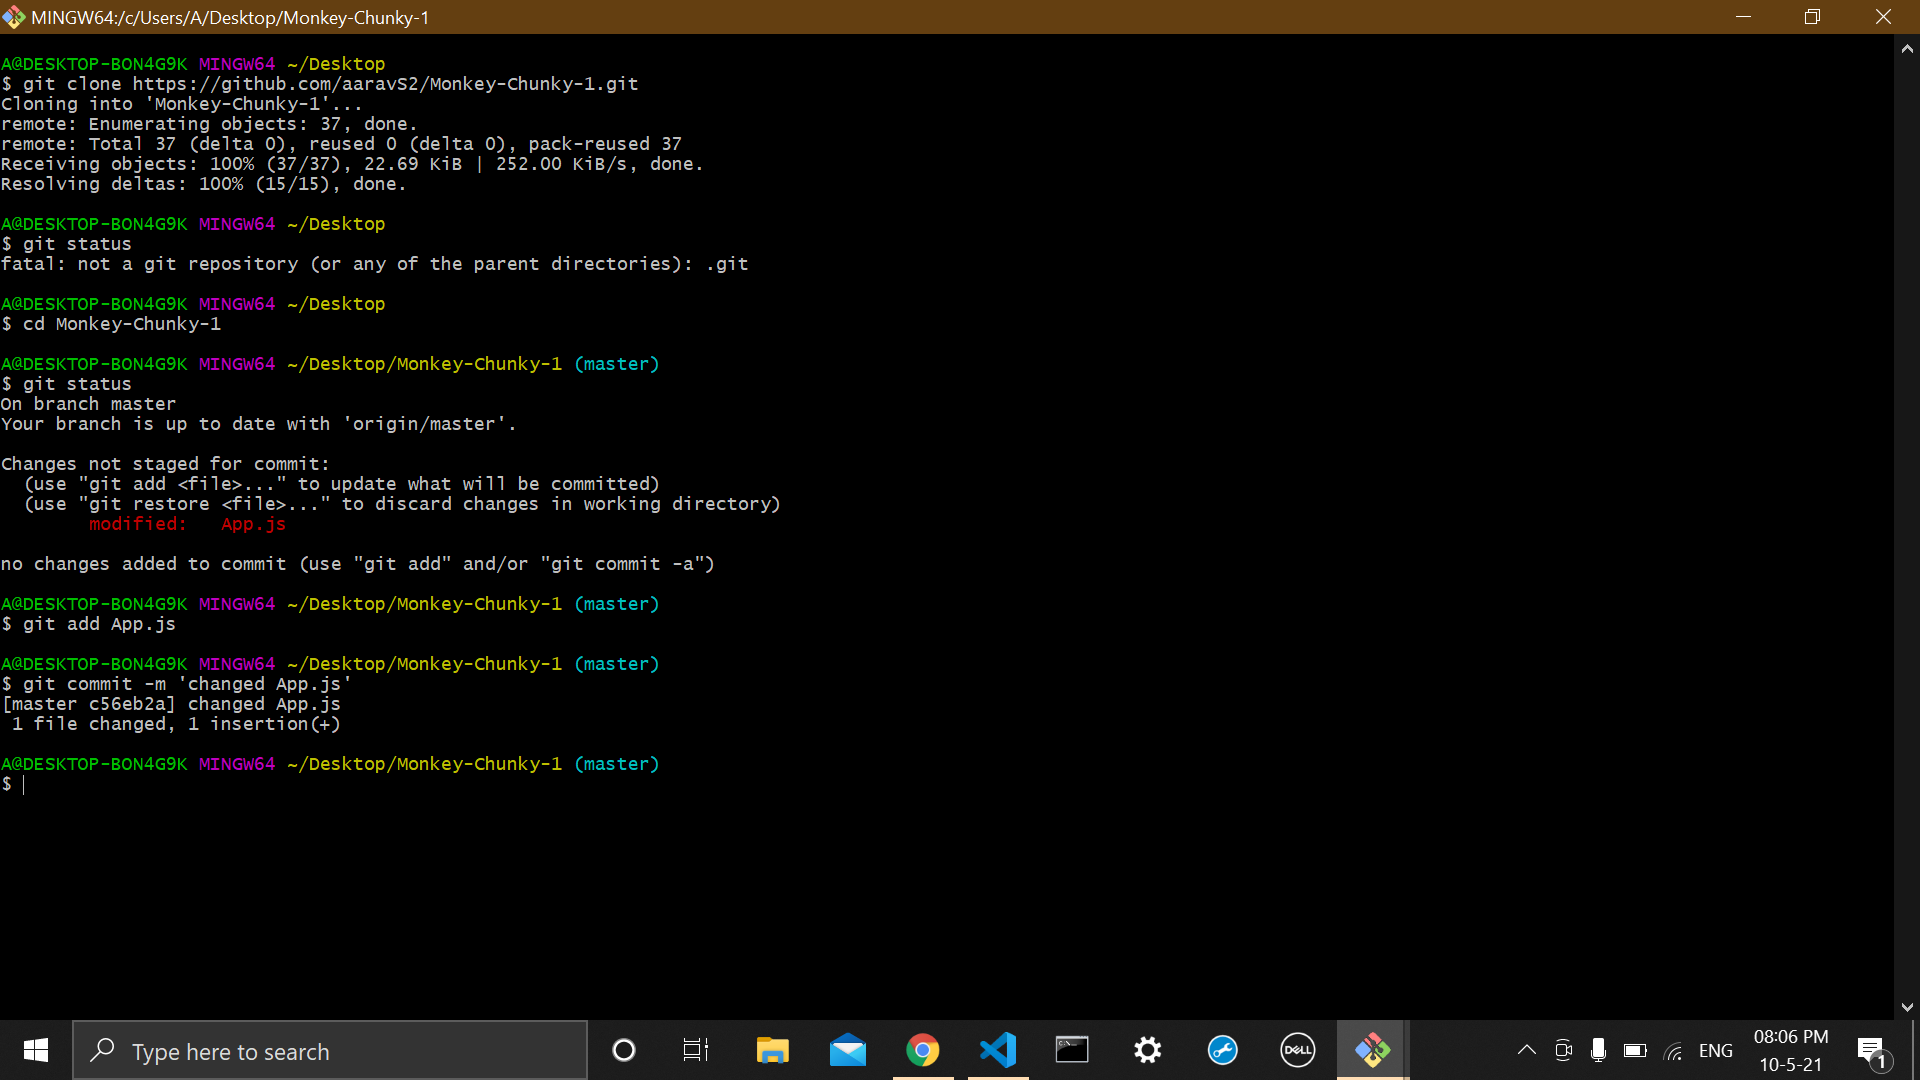 MINGW64:/c/Users/A/Desktop/Monkey-Chunky-1
A@DESKTOP-BON4G9K MINGW64 ~/Desktop
$ git clone https://github.com/aaravS2/Monkey-Chunky-1.git
Cloning into 'Monkey-Chunky-1'...
remote: Enumerating objects: 37, done.
remote: Total 37 (delta 0), reused 0 (delta 0), pack-reused 37
Receiving objects: 100% (37/37), 22.69 KiB | 252.00 KiB/s, done.
Resolving deltas: 100% (15/15), done.
A@DESKTOP-BON4G9K MINGW64 ~/Desktop
$ git status
fatal: not a git repository (or any of the parent directories): .git
A@DESKTOP-BON4G9K MINGW64 ~/Desktop
$ cd Monkey-Chunky-1
A@DESKTOP-BON4G9K MINGW64 ~/Desktop/Monkey-Chunky-1 (master)
$ git status
On branch master
Your branch is up to date with 'origin/master'.
Changes not staged for commit:
(use "git add <file>..." to update what will be committed)
(use "git restore <file>..." to discard changes in working directory)
modified: App.js
no changes added to commit (use "git add" and/or "git commit -a")
A@DESKTOP-BON4G9K MINGW64 ~/Desktop/Monkey-Chunky-1 (master)
$ git add App.js
A@DESKTOP-BON4G9K MINGW64 ~/Desktop/Monkey-Chunky-1 (master)
$ git commit -m 'changed App.js'
[master c56eb2a] changed App.js
1 file changed, 1 insertion(+)
A@DESKTOP-BON4G9K MINGW64 ~/Desktop/Monkey-Chunky-1 (master)
$
Type here to search
DELL
ENG
08:06 PM
10-5-21
1